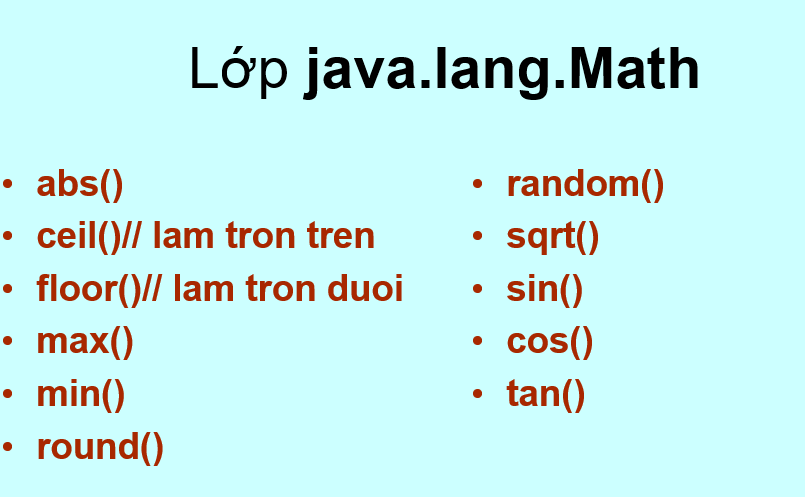 Lớp java.lang.Math
• abs()
• ceil()// lam tron tren
• floor()// lam tron duoi
• max()
• min()
• round()
• random()
• sqrt()
• sin()
• cos()
• tan()